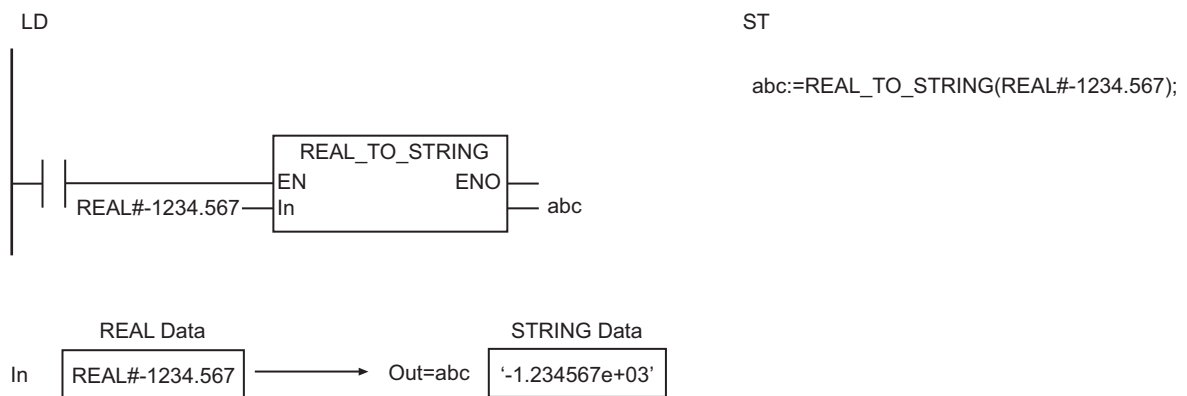 LD
ST
abc:=REAL_TO_STRING(REAL#-1234.567);
REAL_TO_STRING
EN ENO
REAL#-1234.567 In abc
REAL Data STRING Data
In REAL#-1234.567 Out=abc ‘-1.234567e+03’